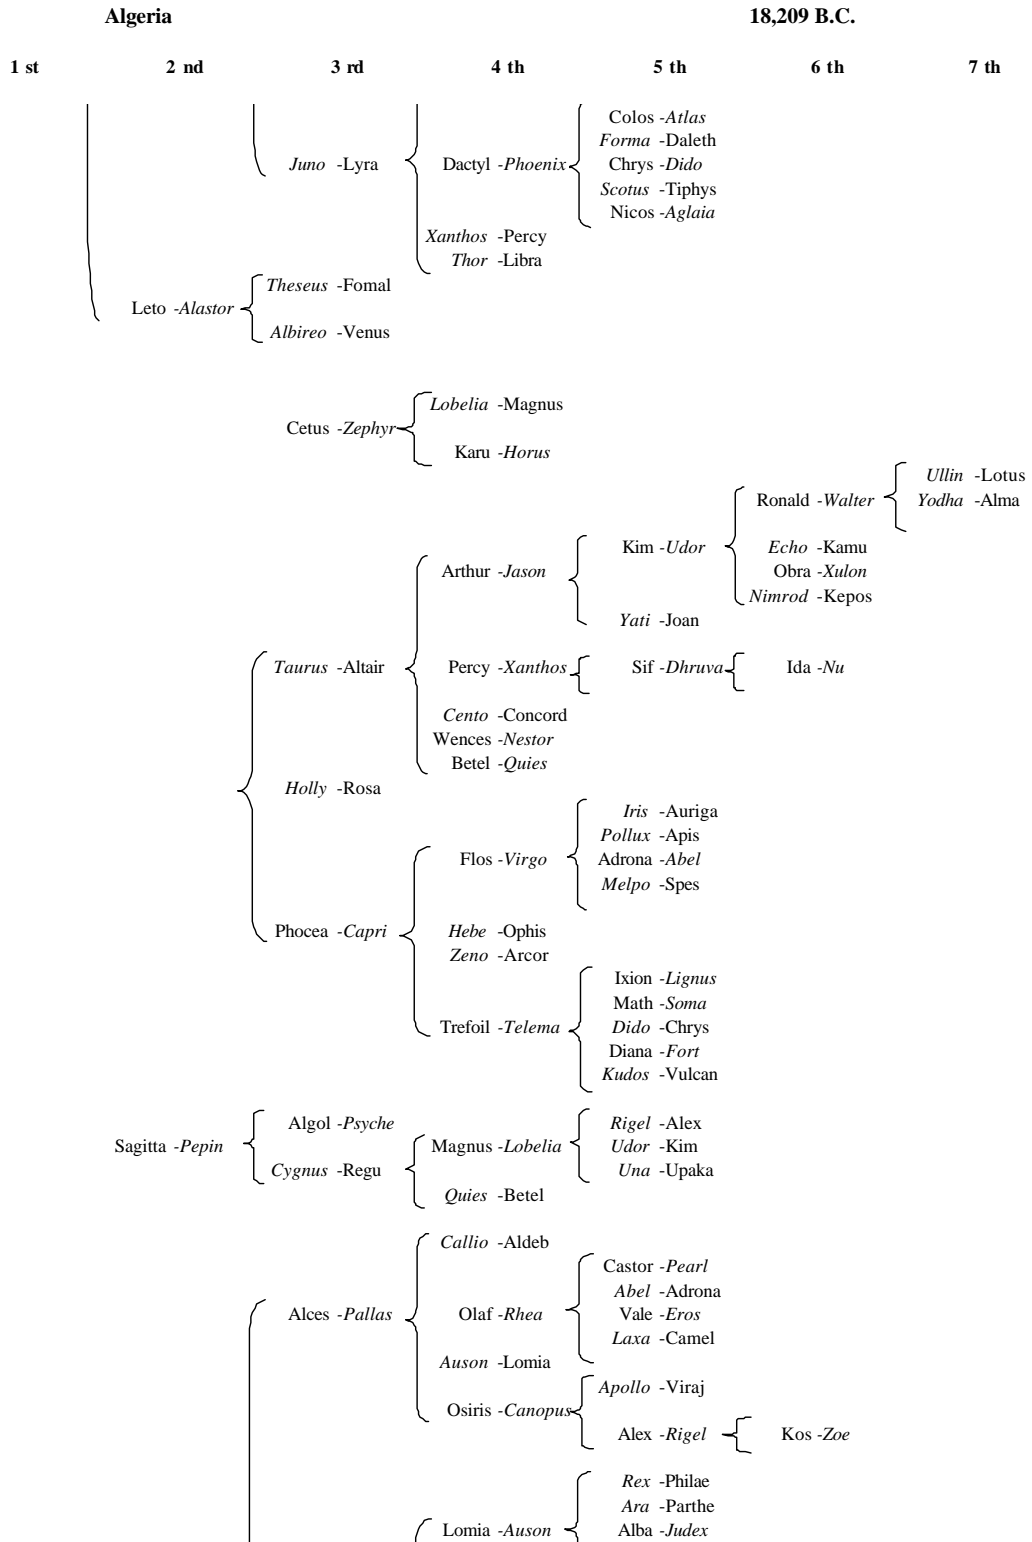 Algeria 18,209 B.C.
1 st 2 nd 3 rd 4 th 5 th 6 th 7 th
Colos -Atlas
Forma -Daleth
Juno -Lyra Dactyl -Phoenix Chrys -Dido
Scotus -Tiphys
Nicos -Aglaia
Xanthos -Percy
Thor -Libra
Theseus -Fomal
Leto -Alastor
Albireo -Venus
Lobelia -Magnus
Cetus -Zephyr
Karu -Horus
Ullin -Lotus
Ronald -Walter Yodha -Alma
Kim -Udor Echo -Kamu
Arthur -Jason Obra -Xulon
Nimrod -Kepos
Yati -Joan
Taurus -Altair Percy -Xanthos Sif -Dhruva Ida -Nu
Cento -Concord
Wences -Nestor
Betel -Quies
Holly -Rosa
Iris -Auriga
Pollux -Apis
Flos -Virgo Adrona -Abel
Melpo -Spes
Phocea -Capri Hebe -Ophis
Zeno -Arcor
Ixion -Lignus
Math -Soma
Trefoil -Telema Dido -Chrys
Diana -Fort
Kudos -Vulcan
Algol -Psyche Rigel -Alex
Sagitta -Pepin Magnus -Lobelia Udor -Kim
Cygnus -Regu Una -Upaka
Quies -Betel
Callio -Aldeb
Castor -Pearl
Abel -Adrona
Alces -Pallas Olaf -Rhea Vale -Eros
Laxa -Camel
Auson -Lomia
Apollo -Viraj
Osiris -Canopus
Alex -Rigel Kos -Zoe
Rex -Philae
Ara -Parthe
Lomia -Auson Alba -Judex